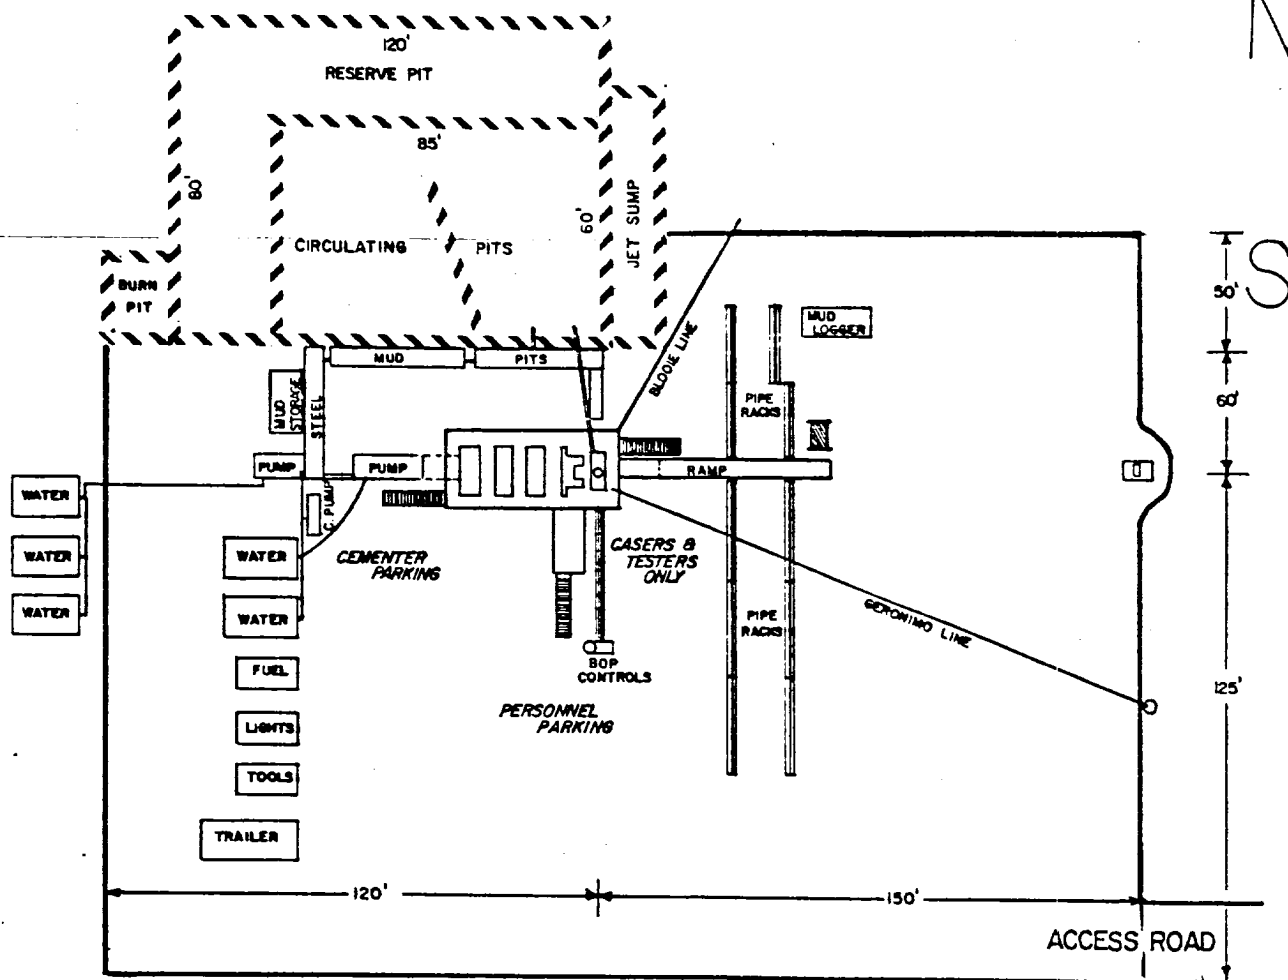 120'
RESERVE PIT
85'
80'
60'
JET SUMP
CIRCULATING PITS
BURN
PIT
S
50'
MUD
LOGGER
BLOOIE LINE
MUD
PITS
MUD
STORAGE
STEEL
PIPE
RACKS
60'
PUMP
PUMP
RAMP
WATER
WATER
WATER
C. PUMP
WATER
WATER
CEMENTER
PARKING
CASERS &
TESTERS
ONLY
GERONIMO LINE
PIPE
RACKS
FUEL
BOP
CONTROLS
125'
LIGHTS
PERSONNEL
PARKING
TOOLS
TRAILER
120'
150'
ACCESS ROAD